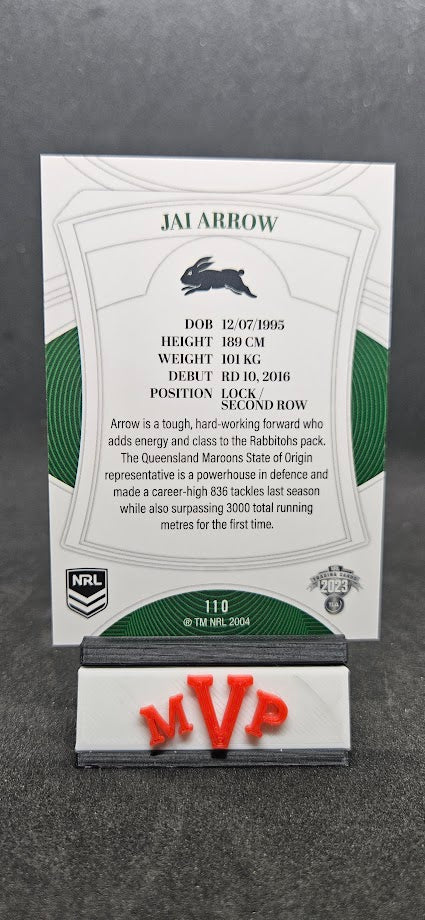 JAI ARROW
DOB 12/07/1995
HEIGHT 189 CM
WEIGHT 101 KG
DEBUT RD 10, 2016
POSITION LOCK /
SECOND ROW
Arrow is a tough, hard-working forward who
adds energy and class to the Rabbitohs pack.
The Queensland Maroons State of Origin
representative is a powerhouse in defence and
made a career-high 836 tackles last season
while also surpassing 3000 total running
metres for the first time.
NRL
TRADING CARDS
2023
110
® TM NRL 2004
MVP